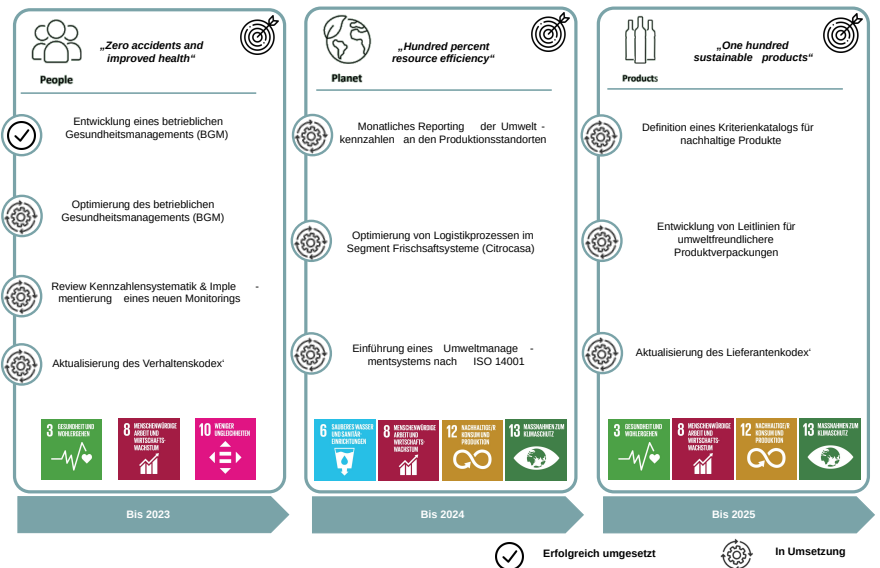 People
„Zero accidents and
improved health“
Entwicklung eines betrieblichen
Gesundheitsmanagements (BGM)
Optimierung des betrieblichen
Gesundheitsmanagements (BGM)
Review Kennzahlensystematik & Imple -
mentierung eines neuen Monitorings
Aktualisierung des Verhaltenskodex‘
3 GESUNDHEIT UND
WOHLERGEHEN
8 MENSCHENWÜRDIGE
ARBEIT UND
WIRTSCHAFTS-
WACHSTUM
10 WENIGER
UNGLEICHHEITEN
Bis 2023
Planet
„Hundred percent
resource efficiency“
Monatliches Reporting der Umwelt -
kennzahlen an den Produktionsstandorten
Optimierung von Logistikprozessen im
Segment Frischsaftsysteme (Citrocasa)
Einführung eines Umweltmanage -
mentsystems nach ISO 14001
6 SAUBERES WASSER
UND SANITÄR-
EINRICHTUNGEN
8 MENSCHENWÜRDIGE
ARBEIT UND
WIRTSCHAFTS-
WACHSTUM
12 NACHHALTIGE/R
KONSUM UND
PRODUKTION
13 MASSNAHMEN ZUM
KLIMASCHUTZ
Bis 2024
Products
„One hundred
sustainable products“
Definition eines Kriterienkatalogs für
nachhaltige Produkte
Entwicklung von Leitlinien für
umweltfreundlichere
Produktverpackungen
Aktualisierung des Lieferantenkodex‘
3 GESUNDHEIT UND
WOHLERGEHEN
8 MENSCHENWÜRDIGE
ARBEIT UND
WIRTSCHAFTS-
WACHSTUM
12 NACHHALTIGE/R
KONSUM UND
PRODUKTION
13 MASSNAHMEN ZUM
KLIMASCHUTZ
Bis 2025
Erfolgreich umgesetzt
In Umsetzung